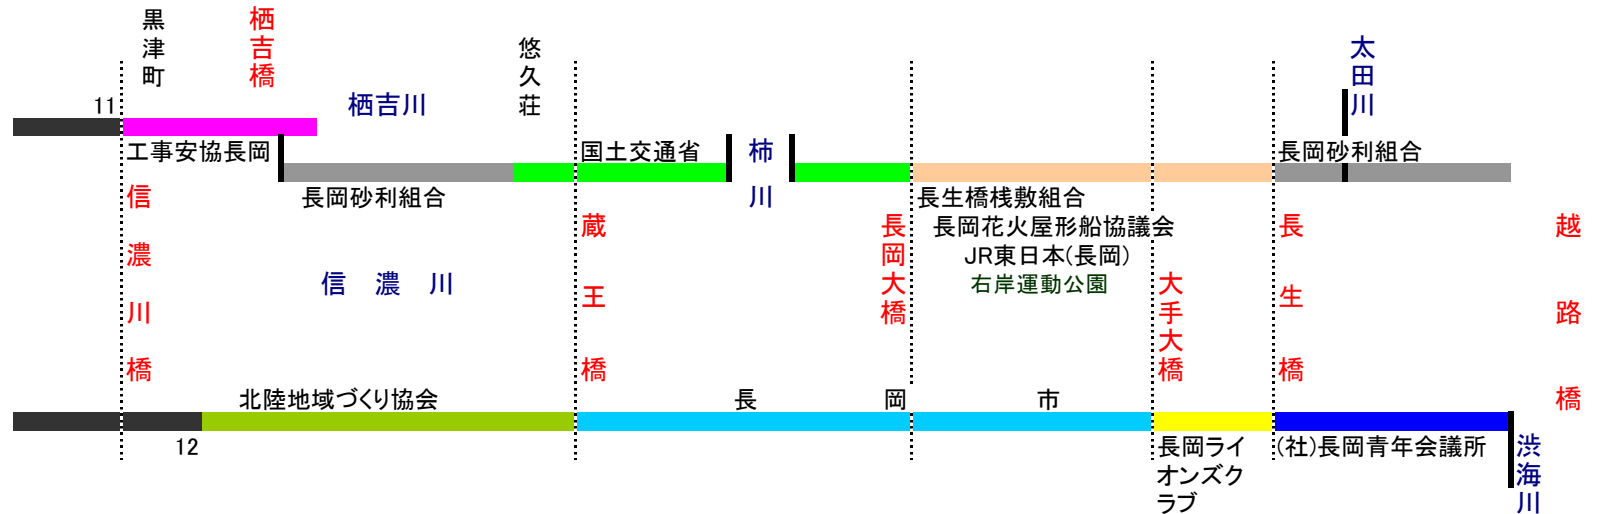 黒津町
栖吉橋
悠久荘
太田川
11
栖吉川
工事安協長岡
国土交通省
柿川
長岡砂利組合
長岡砂利組合
長生橋桟敷組合
長岡花火屋形船協議会
JR東日本(長岡)
右岸運動公園
信濃川橋
信濃川
蔵王橋
長岡大橋
大手大橋
長生橋
越路橋
北陸地域づくり協会
長岡市
12
長岡ライ
オンズク
ラブ
(社)長岡青年会議所
渋海川